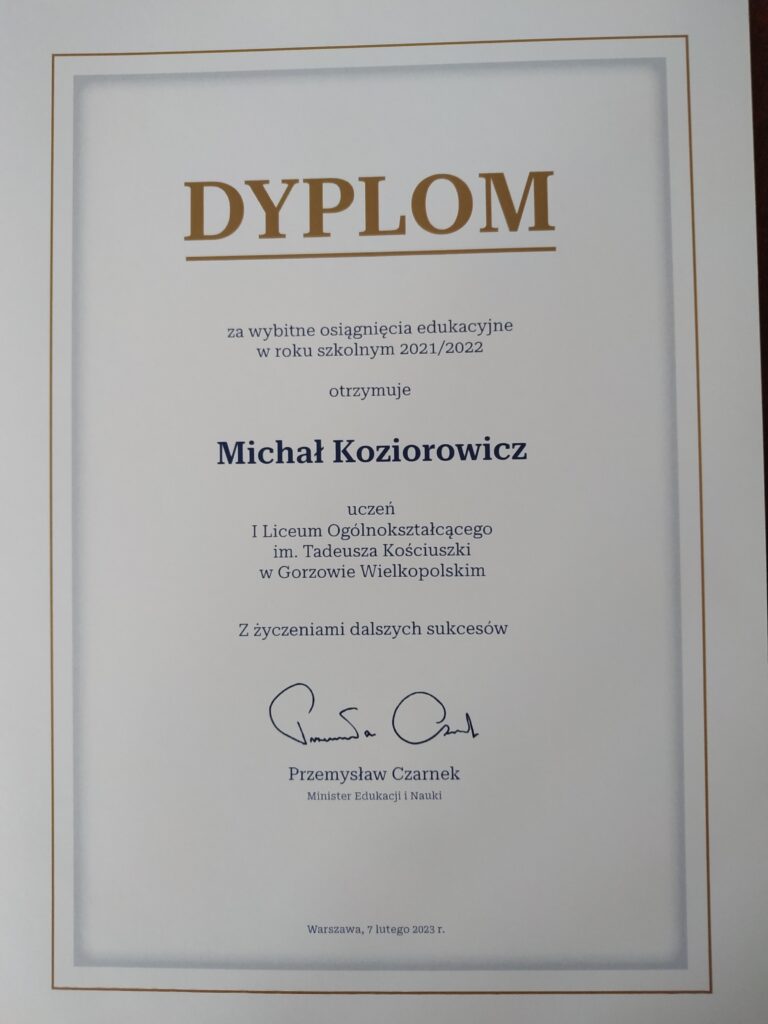 DYPLOM
za wybitne osiągnięcia edukacyjne
w roku szkolnym 2021/2022
otrzymuje
Michał Koziorowicz
uczeń
I Liceum Ogólnokształcącego
im. Tadeusza Kościuszki
w Gorzowie Wielkopolskim
Z życzeniami dalszych sukcesów
Przemysław Czarnek
Minister Edukacji i Nauki
Warszawa, 7 lutego 2023 r.